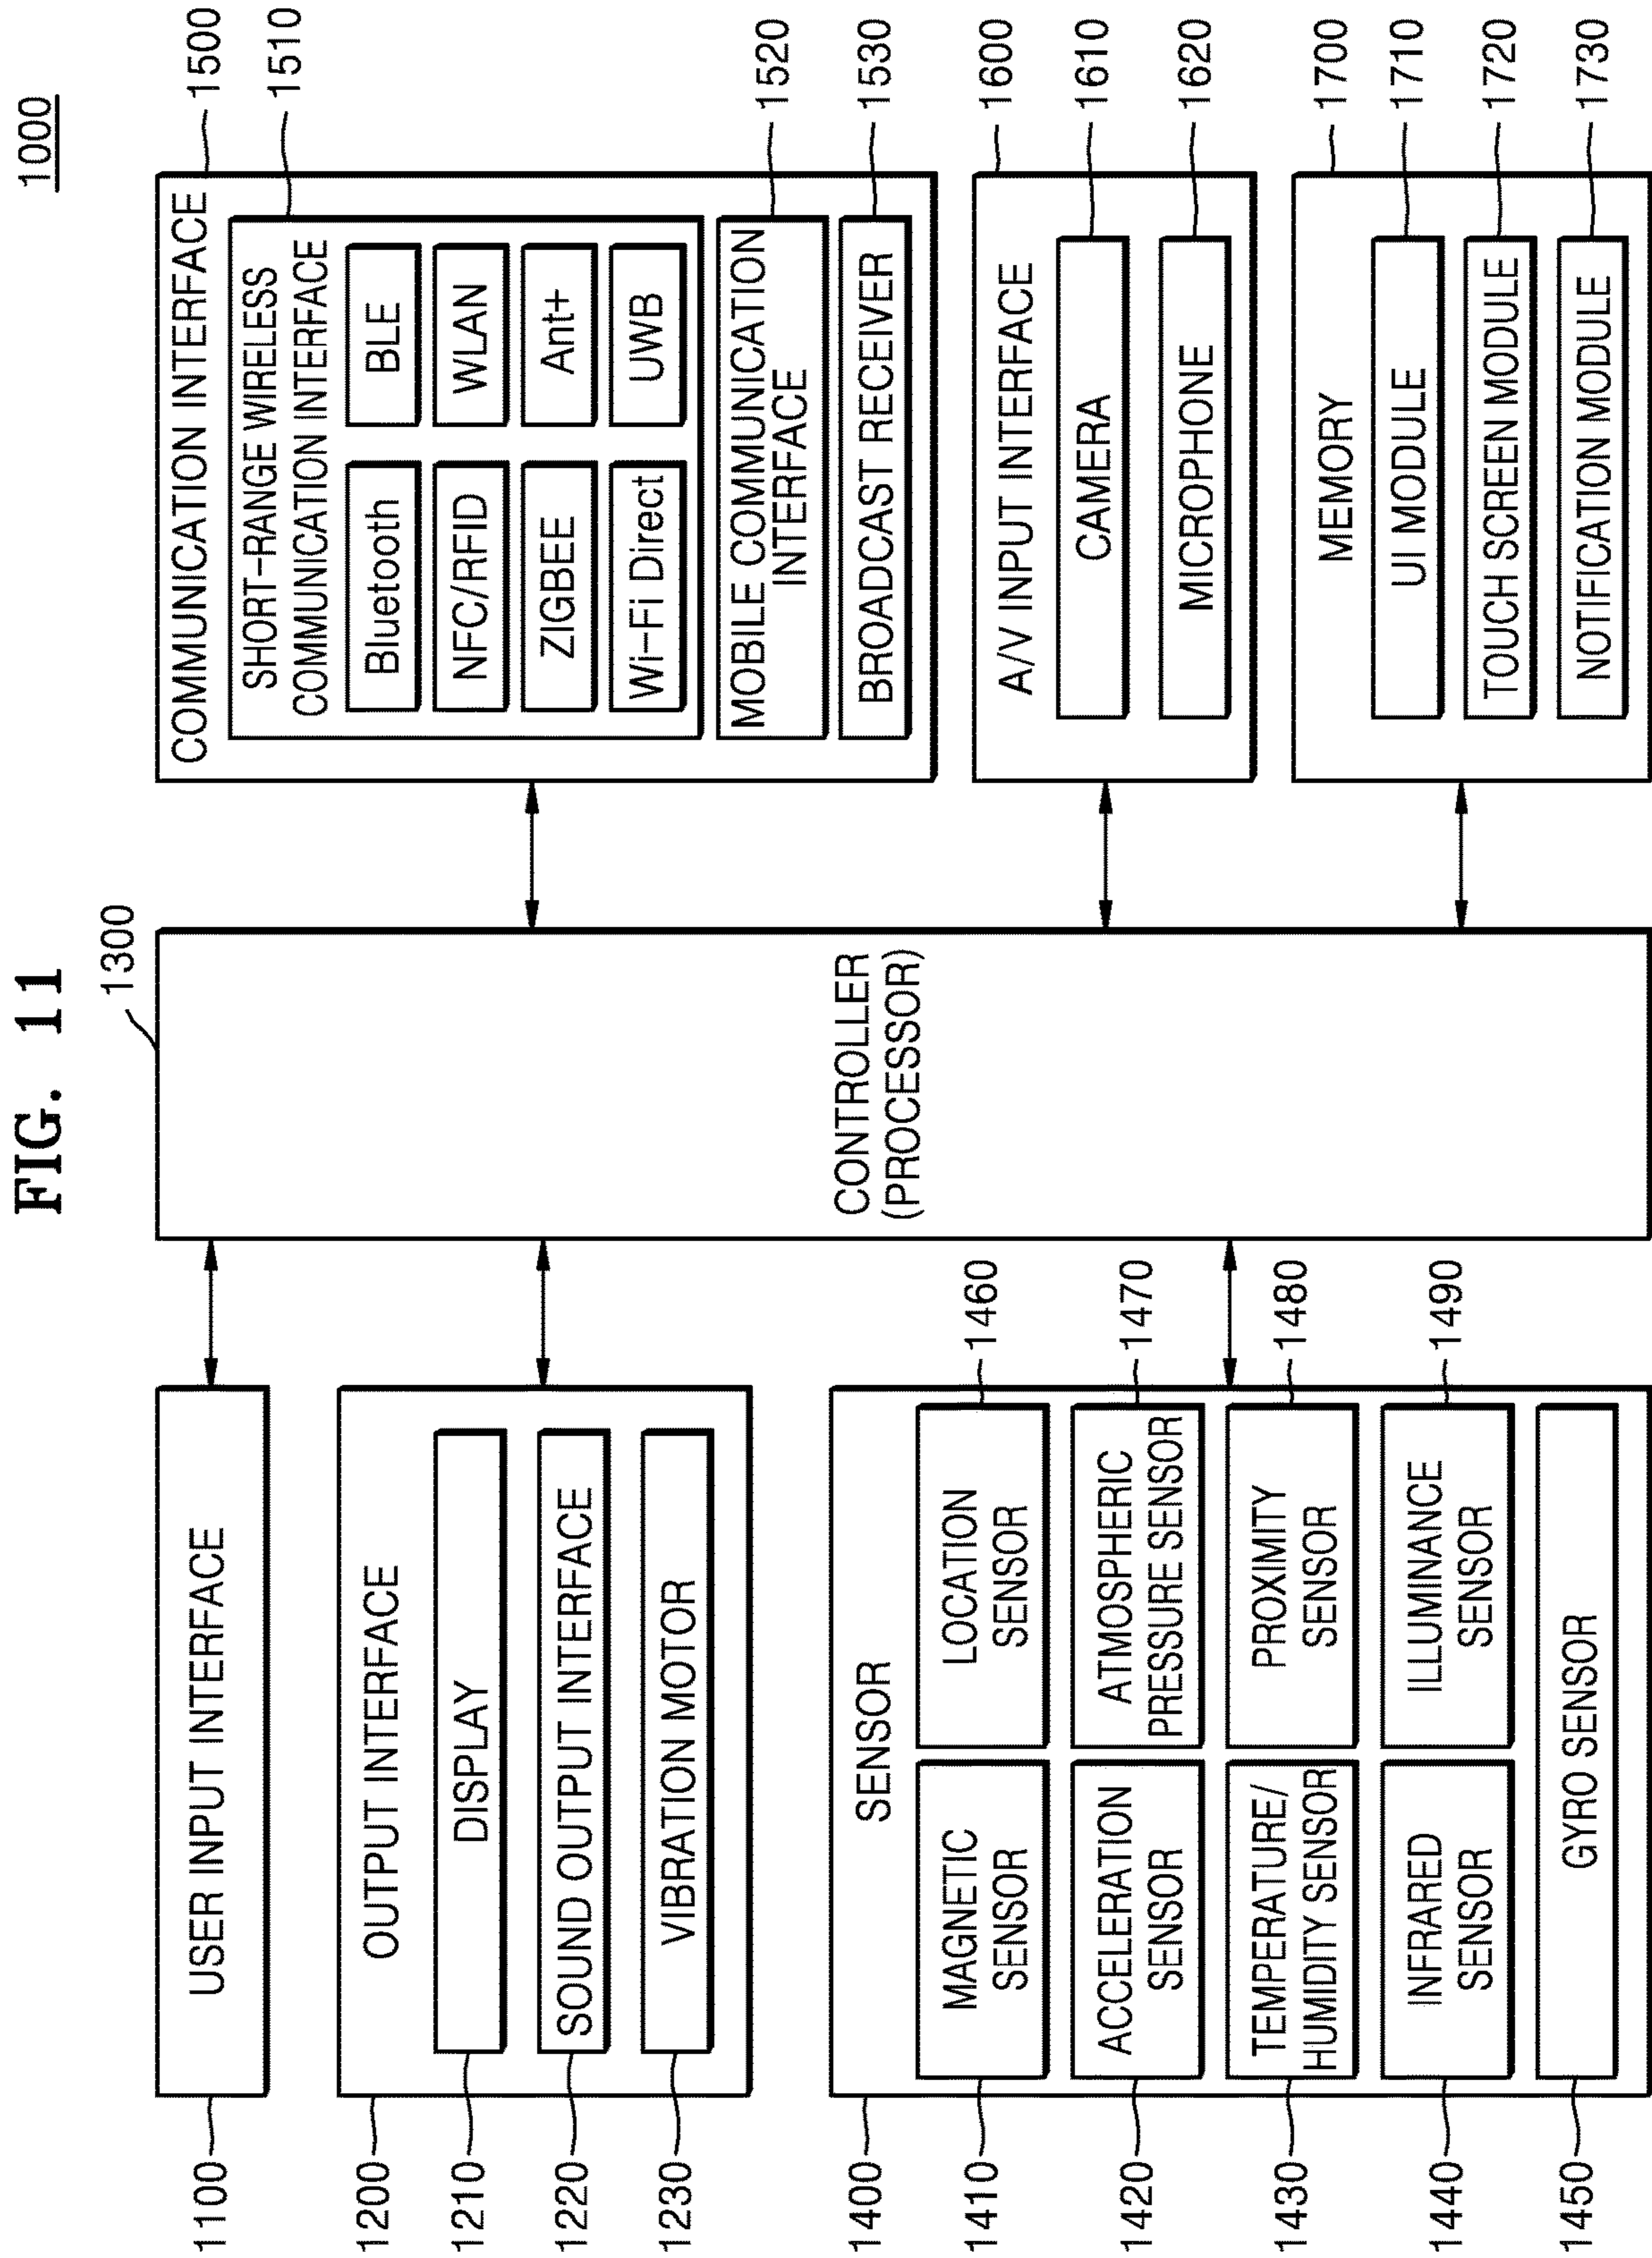 FIG. 11
1000
1100
USER INPUT INTERFACE
1200
OUTPUT INTERFACE
1210
DISPLAY
1220
SOUND OUTPUT INTERFACE
1230
VIBRATION MOTOR
1400
SENSOR
1410
MAGNETIC
SENSOR
LOCATION
SENSOR
1460
1420
ACCELERATION
SENSOR
ATMOSPHERIC
PRESSURE SENSOR
1470
1430
TEMPERATURE/
HUMIDITY SENSOR
PROXIMITY
SENSOR
1480
1440
INFRARED
SENSOR
ILLUMINANCE
SENSOR
1490
1450
GYRO SENSOR
1300
CONTROLLER
(PROCESSOR)
COMMUNICATION INTERFACE
1500
SHORT-RANGE WIRELESS
COMMUNICATION INTERFACE
1510
Bluetooth
BLE
NFC/RFID
WLAN
ZIGBEE
Ant+
Wi-Fi Direct
UWB
MOBILE COMMUNICATION
INTERFACE
1520
BROADCAST RECEIVER
1530
A/V INPUT INTERFACE
1600
CAMERA
1610
MICROPHONE
1620
MEMORY
1700
UI MODULE
1710
TOUCH SCREEN MODULE
1720
NOTIFICATION MODULE
1730